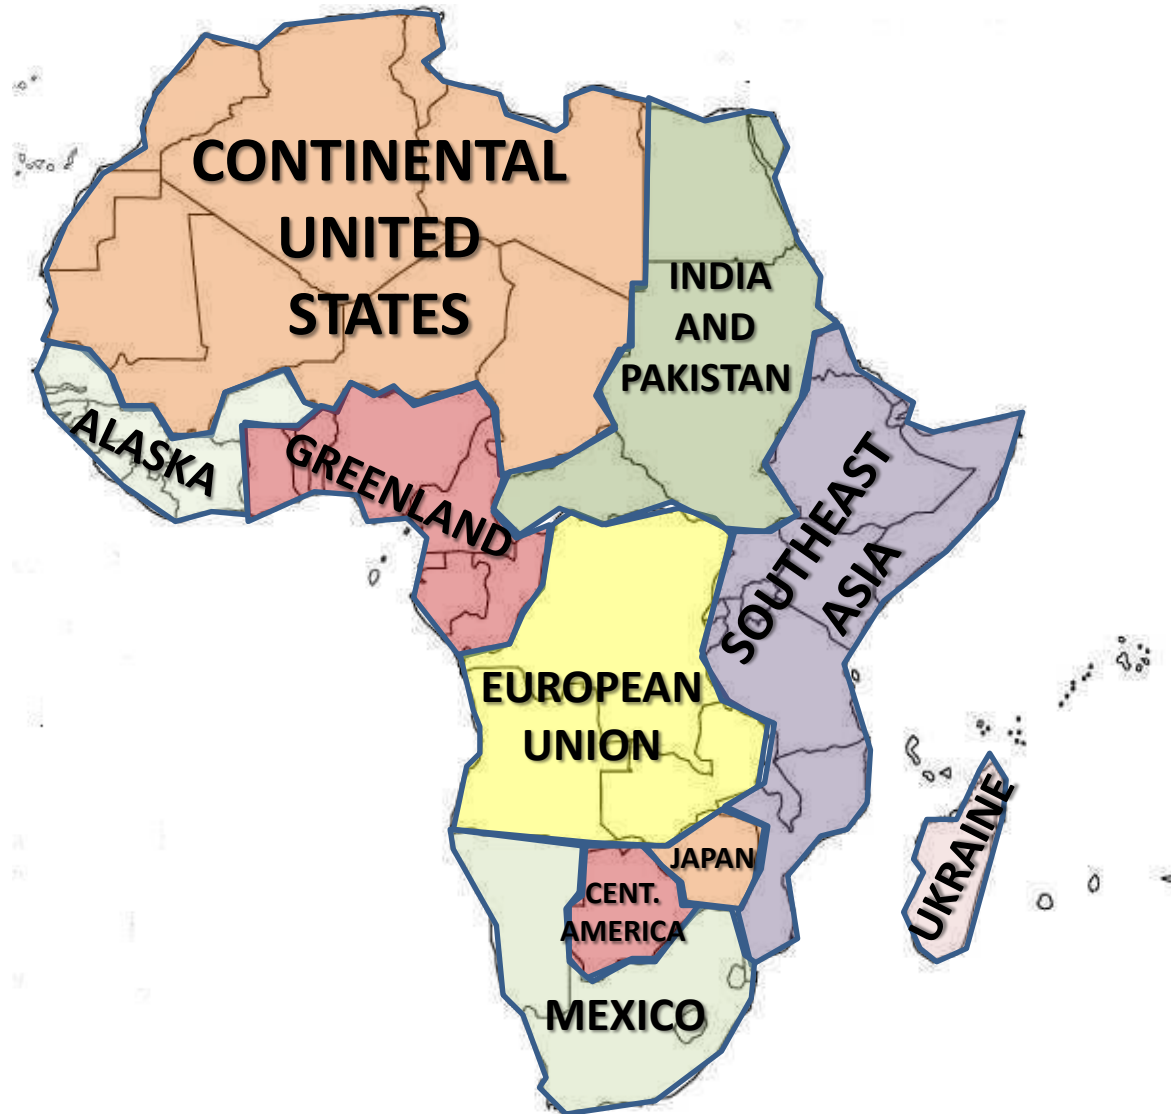 CONTINENTAL
UNITED
STATES
INDIA
AND
PAKISTAN
ALASKA
GREENLAND
SOUTHEAST
ASIA
EUROPEAN
UNION
JAPAN
CENT.
AMERICA
UKRAINE
MEXICO